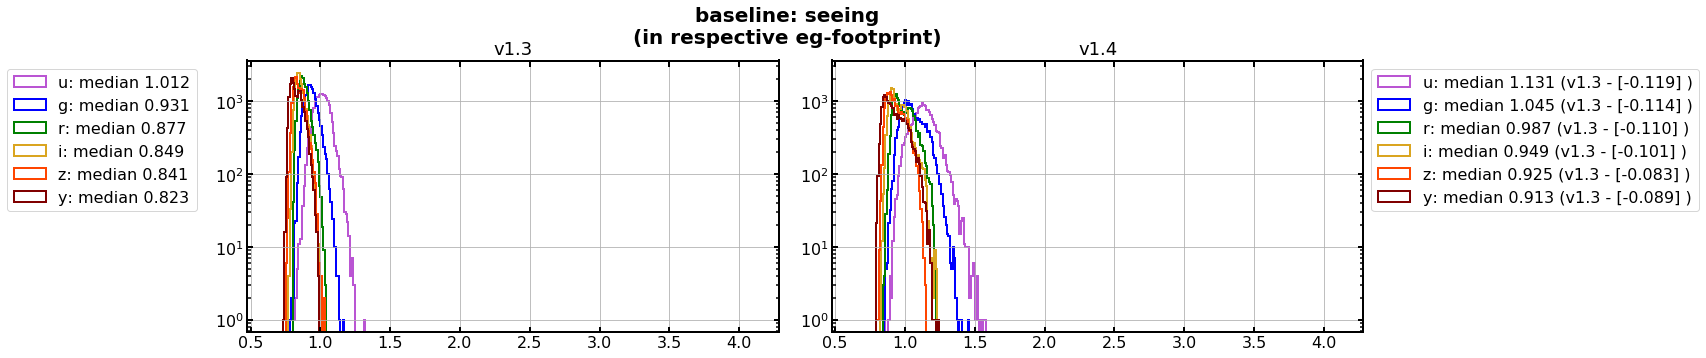 baseline: seeing
(in respective eg-footprint)
v1.3
v1.4
u: median 1.012
g: median 0.931
r: median 0.877
i: median 0.849
z: median 0.841
y: median 0.823
10³
10²
10¹
10⁰
0.5 1.0 1.5 2.0 2.5 3.0 3.5 4.0
10³
10²
10¹
10⁰
0.5 1.0 1.5 2.0 2.5 3.0 3.5 4.0
u: median 1.131 (v1.3 - [-0.119] )
g: median 1.045 (v1.3 - [-0.114] )
r: median 0.987 (v1.3 - [-0.110] )
i: median 0.949 (v1.3 - [-0.101] )
z: median 0.925 (v1.3 - [-0.083] )
y: median 0.913 (v1.3 - [-0.089] )